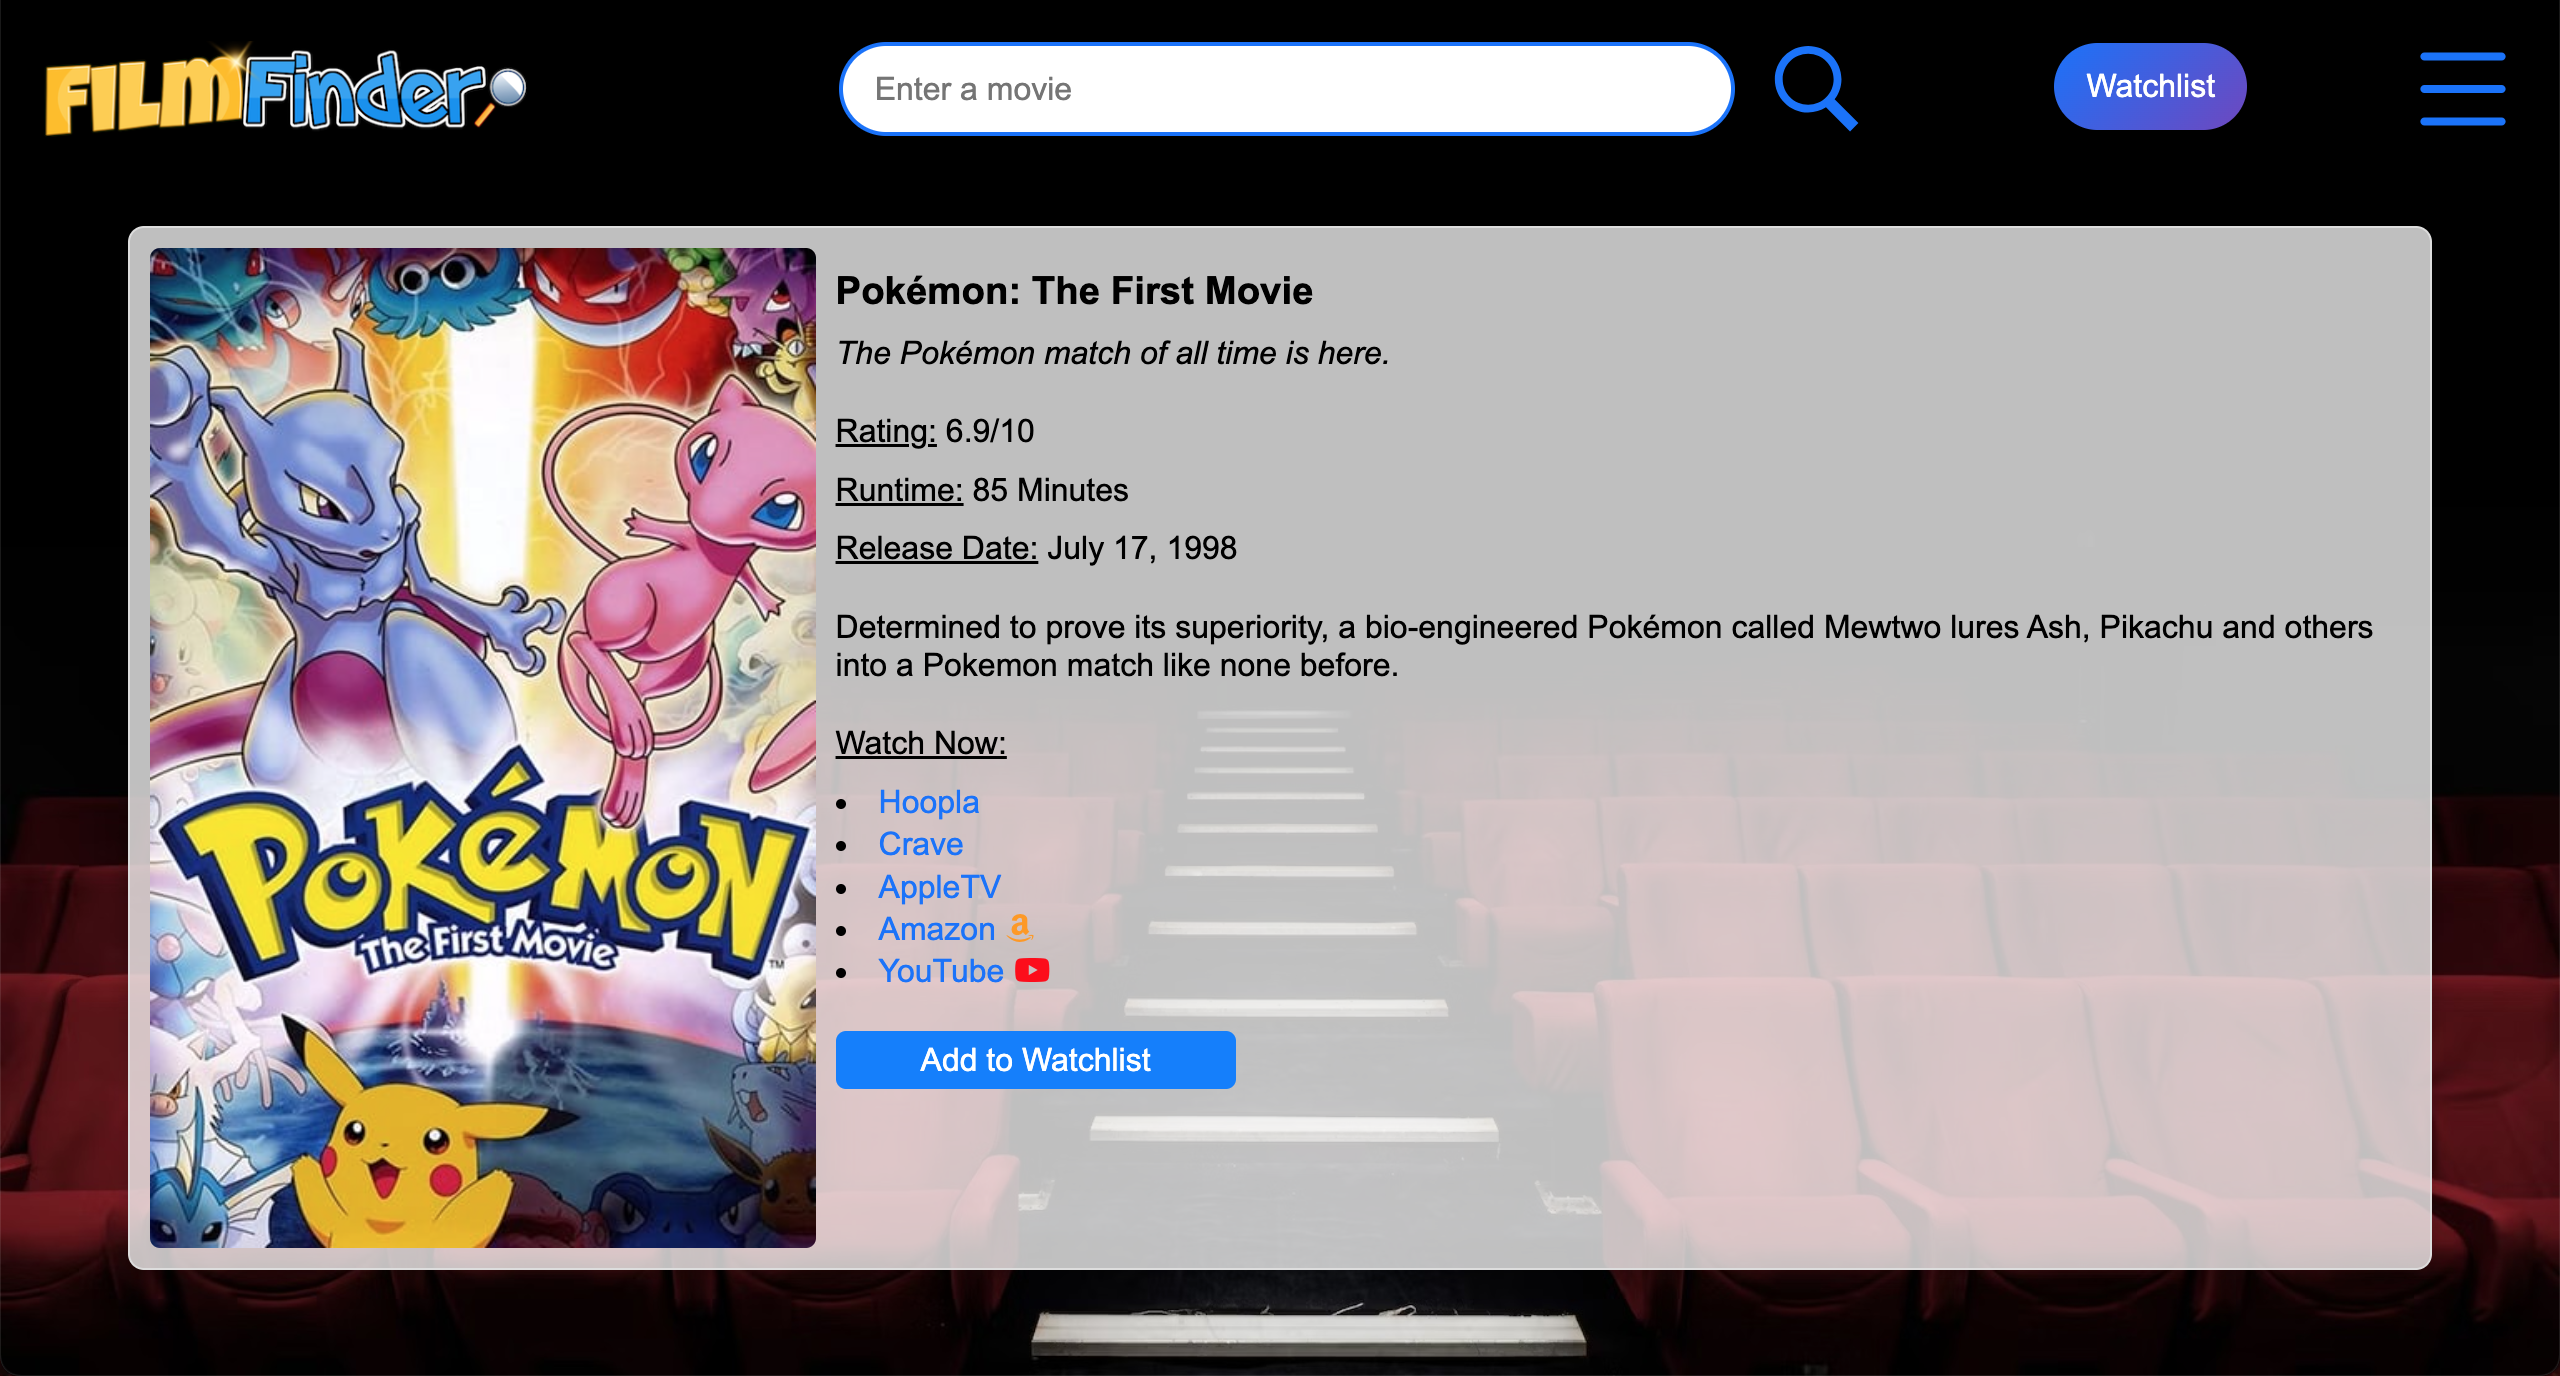 FILMFinder
Enter a movie
Watchlist
Pokémon: The First Movie
The Pokémon match of all time is here.
Rating: 6.9/10
Runtime: 85 Minutes
Release Date: July 17, 1998
Determined to prove its superiority, a bio-engineered Pokémon called Mewtwo lures Ash, Pikachu and others
into a Pokemon match like none before.
Watch Now:
• Hoopla
• Crave
• AppleTV
• Amazon a
• YouTube
Add to Watchlist
POKéMON
The First Movie
™